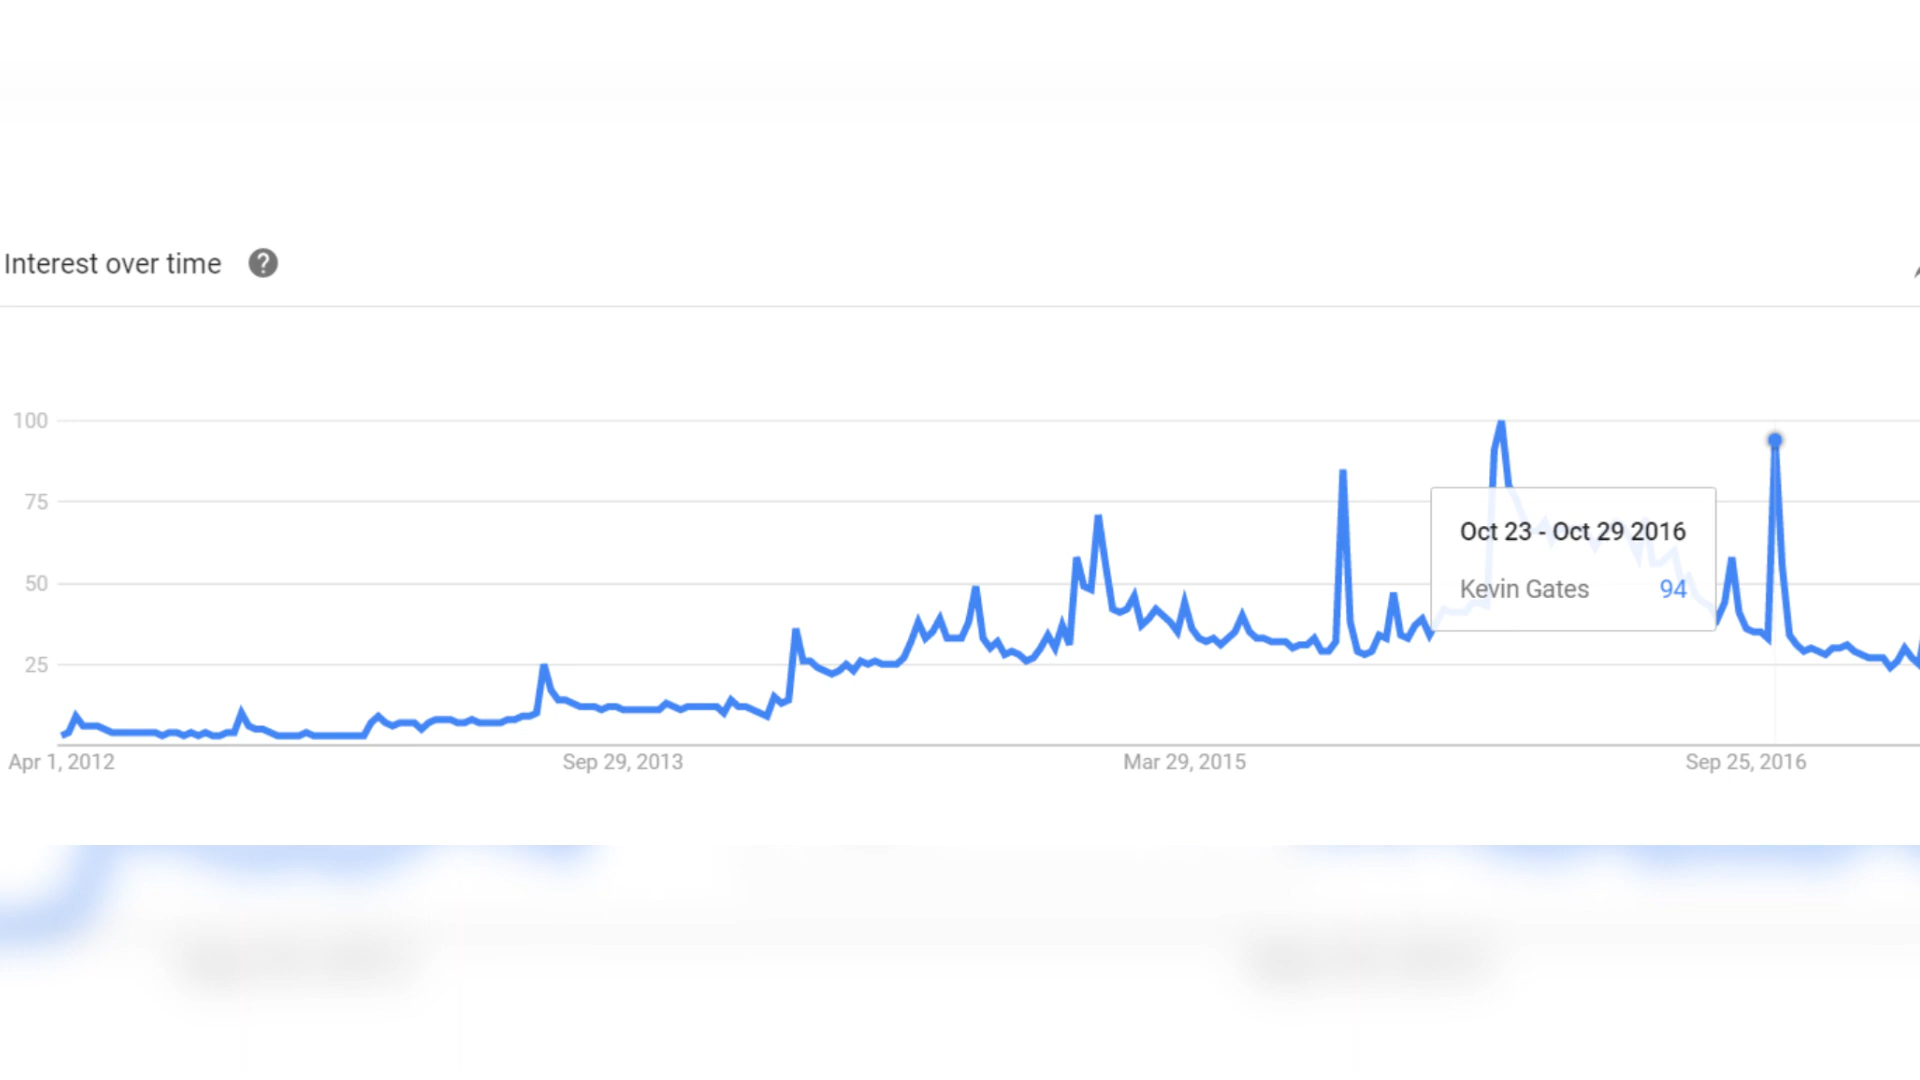 Interest over time ?
100
75
50
25
Oct 23 - Oct 29 2016
Kevin Gates 94
Apr 1, 2012 Sep 29, 2013 Mar 29, 2015 Sep 25, 2016